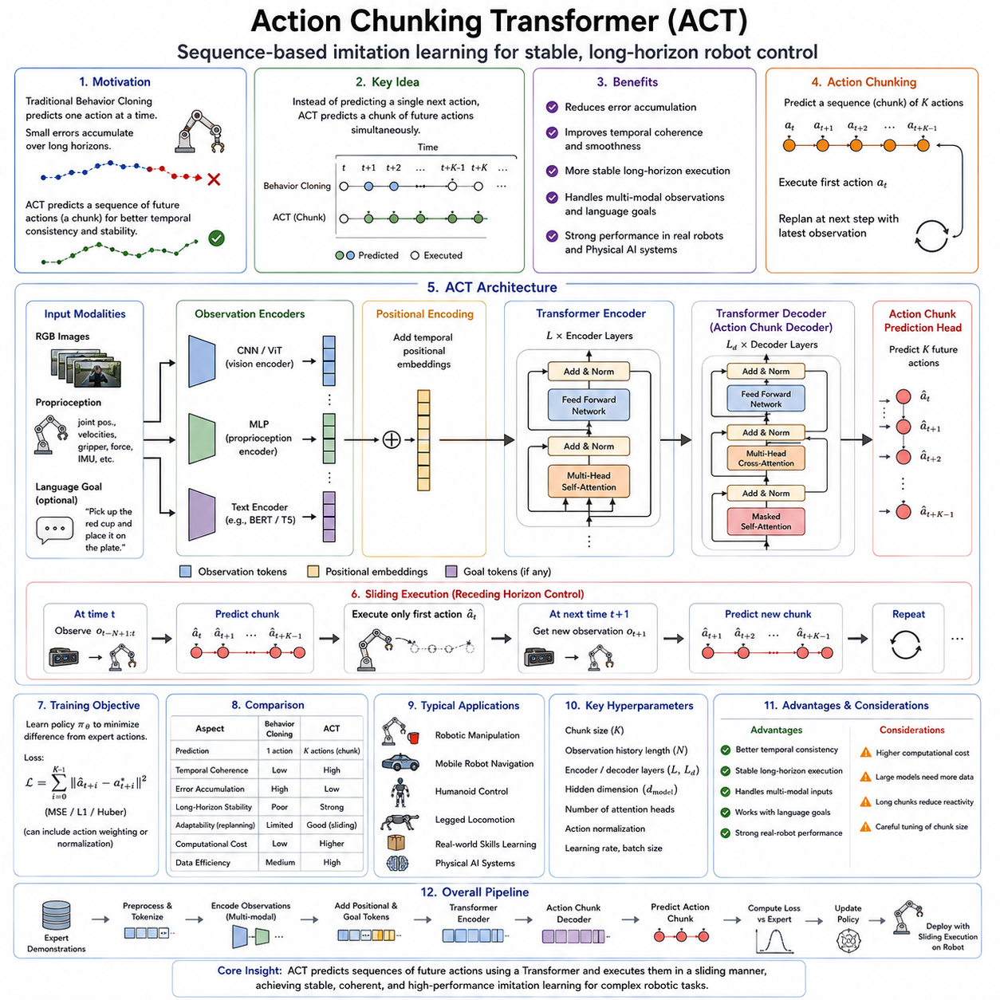 Action Chunking Transformer (ACT)
Sequence-based imitation learning for stable, long-horizon robot control
1. Motivation
Traditional Behavior Cloning
predicts one action at a time.
Small errors accumulate
over long horizons.
ACT predicts a sequence of future
actions (a chunk) for better temporal
consistency and stability.
2. Key Idea
Instead of predicting a single next action,
ACT predicts a chunk of future actions
simultaneously.
Time
t t+1 t+2 ... t+K-1 t+K ...
Behavior Cloning ...
ACT (Chunk)
Predicted Executed
3. Benefits
Reduces error accumulation
Improves temporal coherence
and smoothness
More stable long-horizon execution
Handles multi-modal observations
and language goals
Strong performance in real robots
and Physical AI systems
4. Action Chunking
Predict a sequence (chunk) of K actions
a_t a_{t+1} a_{t+2} ... a_{t+K-1}
Execute first action a_t
Replan at next step with
latest observation
5. ACT Architecture
Input Modalities
RGB Images
Proprioception
joint pos.,
velocities,
gripper, force,
IMU, etc.
Language Goal
(optional)
"Pick up the
red cup and
place it on
the plate."
Observation Encoders
CNN / ViT
(vision encoder)
MLP
(proprioception
encoder)
Text Encoder
(e.g., BERT / T5)
Positional Encoding
Add temporal
positional
embeddings
Transformer Encoder
L × Encoder Layers
Add & Norm
Feed Forward
Network
Add & Norm
Multi-Head
Self-Attention
Transformer Decoder
(Action Chunk Decoder)
L_d × Decoder Layers
Add & Norm
Feed Forward
Network
Add & Norm
Multi-Head
Cross-Attention
Add & Norm
Masked
Self-Attention
Action Chunk
Prediction Head
Predict K future
actions
â_t
â_{t+1}
â_{t+2}
â_{t+K-1}
Observation tokens Positional embeddings Goal tokens (if any)
6. Sliding Execution (Receding Horizon Control)
At time t
Observe o_{t-N+1:t}
Predict chunk
â_t â_{t+1} ... â_{t+K-1}
Execute only first action â_t
At next time t+1
Get new observation o_{t+1}
Predict new chunk
â_{t+1} â_{t+2} ... â_{t+K-1}
Repeat
...
7. Training Objective
Learn policy π_θ to minimize
difference from expert actions.
Loss:
ℒ = ∑_{i=0}^{K-1} ||â_{t+i} − a*_{t+i}||²
(MSE / L1 / Huber)
(can include action weighting or
normalization)
8. Comparison
Aspect Behavior Cloning ACT
Prediction 1 action K actions (chunk)
Temporal Coherence Low High
Error Accumulation High Low
Long-Horizon Stability Poor Strong
Adaptability (replanning) Limited Good (sliding)
Computational Cost Low Higher
Data Efficiency Medium High
9. Typical Applications
Robotic Manipulation
Mobile Robot Navigation
Humanoid Control
Legged Locomotion
Real-world Skills Learning
Physical AI Systems
10. Key Hyperparameters
Chunk size (K)
Observation history length (N)
Encoder / decoder layers (L, L_d)
Hidden dimension (d_model)
Number of attention heads
Action normalization
Learning rate, batch size
11. Advantages & Considerations
Advantages
Better temporal consistency
Stable long-horizon execution
Handles multi-modal inputs
Works with language goals
Strong real-robot performance
Considerations
Higher computational cost
Large models need more data
Long chunks reduce reactivity
Careful tuning of chunk size
12. Overall Pipeline
Expert
Demonstrations
Preprocess &
Tokenize
Encode Observations
(Multi-modal)
Add Positional &
Goal Tokens
Transformer
Encoder
Action Chunk
Decoder
Predict Action
Chunk
Compute Loss
vs Expert
Update
Policy
Deploy with
Sliding Execution
on Robot
Core Insight: ACT predicts sequences of future actions using a Transformer and executes them in a sliding manner,
achieving stable, coherent, and high-performance imitation learning for complex robotic tasks.